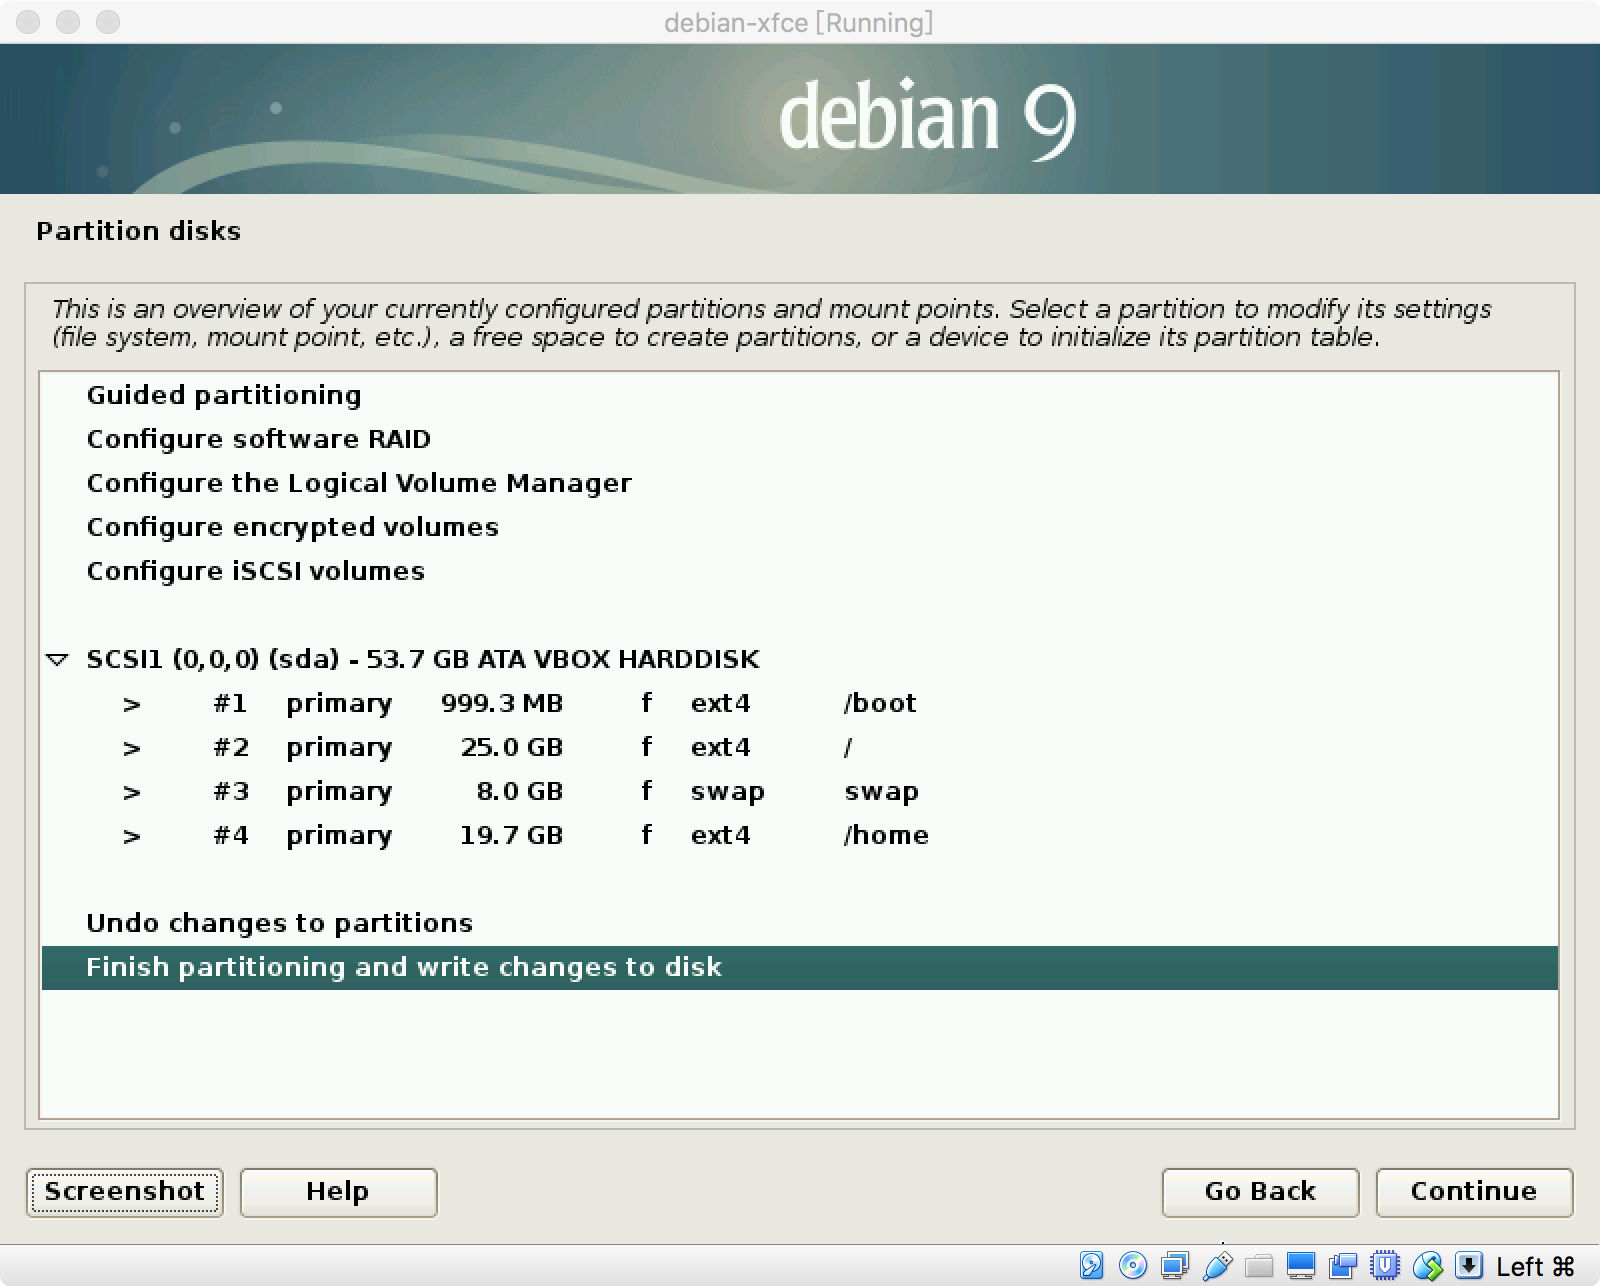 debian-xfce [Running]
debian 9
Partition disks
This is an overview of your currently configured partitions and mount points. Select a partition to modify its settings
(file system, mount point, etc.), a free space to create partitions, or a device to initialize its partition table.
Guided partitioning
Configure software RAID
Configure the Logical Volume Manager
Configure encrypted volumes
Configure iSCSI volumes
SCSI1 (0,0,0) (sda) - 53.7 GB ATA VBOX HARDDISK
> #1 primary 999.3 MB f ext4 /boot
> #2 primary 25.0 GB f ext4 /
> #3 primary 8.0 GB f swap swap
> #4 primary 19.7 GB f ext4 /home
Undo changes to partitions
Finish partitioning and write changes to disk
Screenshot Help Go Back Continue
Left ⌘